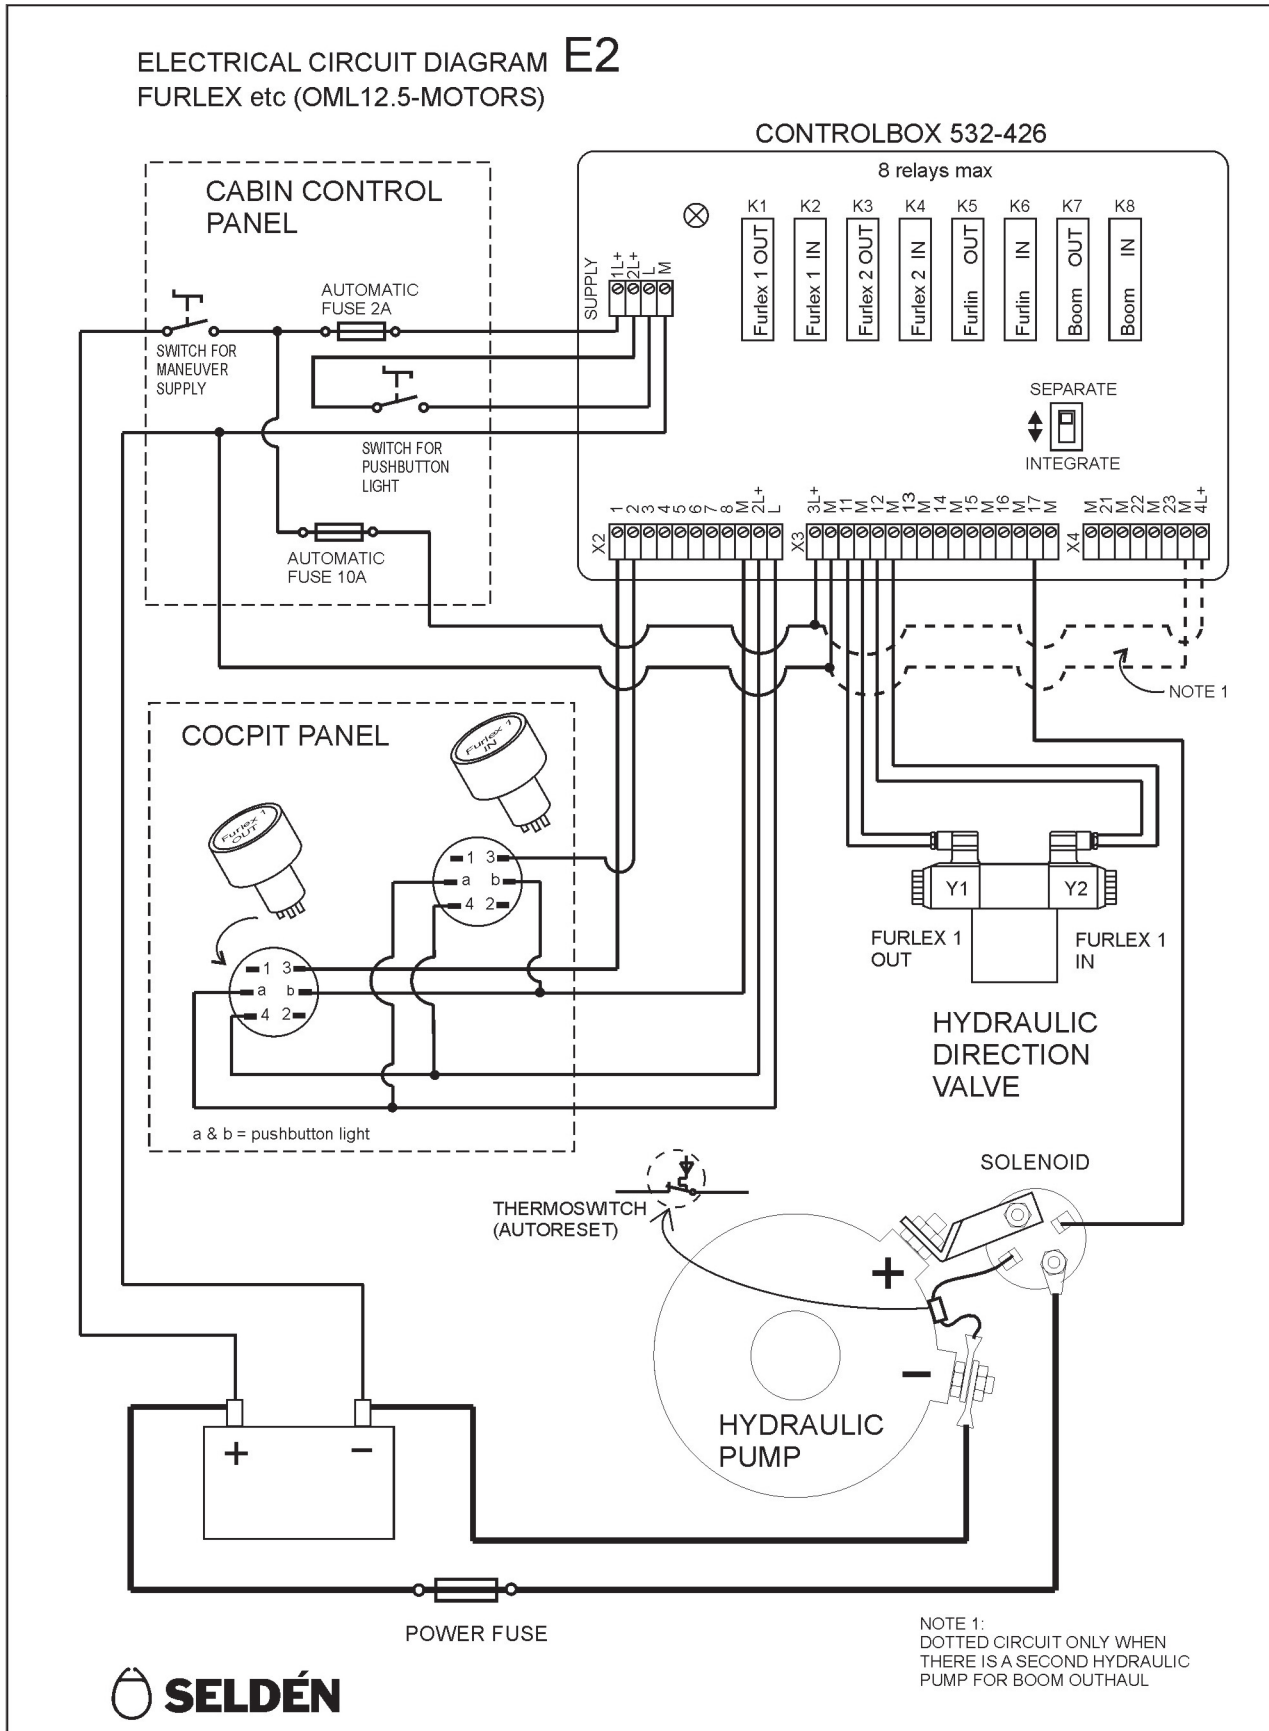 ELECTRICAL CIRCUIT DIAGRAM E2
FURLEX etc (OML12.5-MOTORS)
CONTROLBOX 532-426
8 relays max
K1 K2 K3 K4 K5 K6 K7 K8
Furlex 1 OUT
Furlex 1 IN
Furlex 2 OUT
Furlex 2 IN
Furlin OUT
Furlin IN
Boom OUT
Boom IN
CABIN CONTROL
PANEL
SUPPLY
1L+
2L+
L
M
AUTOMATIC
FUSE 2A
SWITCH FOR
MANEUVER
SUPPLY
SWITCH FOR
PUSHBUTTON
LIGHT
SEPARATE
INTEGRATE
AUTOMATIC
FUSE 10A
X2
1 2 3 4 5 6 7 8 M 2L+ L
X3
3L+ M 11 M 12 M 13 M 14 M 15 M 16 M 17 M
X4
M 21 M 22 M 23 M 4L+
NOTE 1
COCPIT PANEL
Furlex 1
IN
Furlex 1
OUT
1 3
a b
4 2
1 3
a b
4 2
a & b = pushbutton light
Y1 Y2
FURLEX 1
OUT
FURLEX 1
IN
HYDRAULIC
DIRECTION
VALVE
SOLENOID
THERMOSWITCH
(AUTORESET)
+
−
HYDRAULIC
PUMP
+ −
POWER FUSE
NOTE 1:
DOTTED CIRCUIT ONLY WHEN
THERE IS A SECOND HYDRAULIC
PUMP FOR BOOM OUTHAUL
SELDÉN